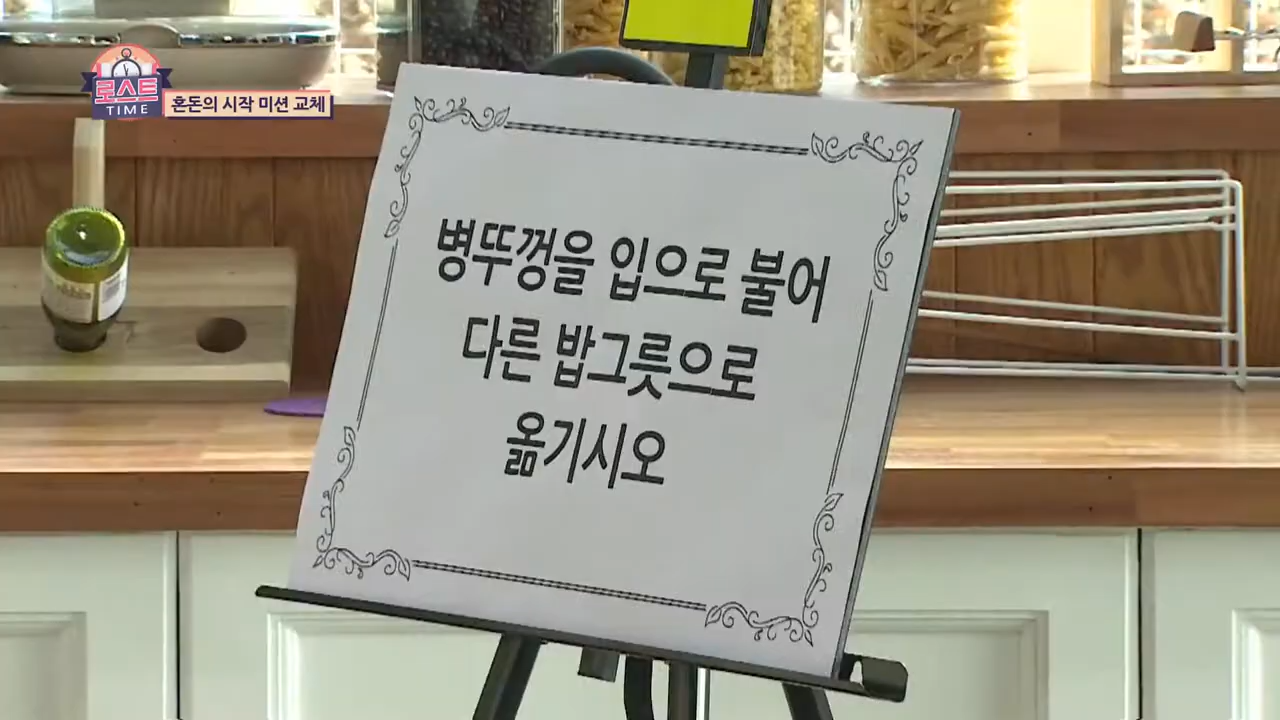 로스트
TIME
혼돈의 시작 미션 교체
병뚜껑을 입으로 불어
다른 밥그릇으로
옮기시오